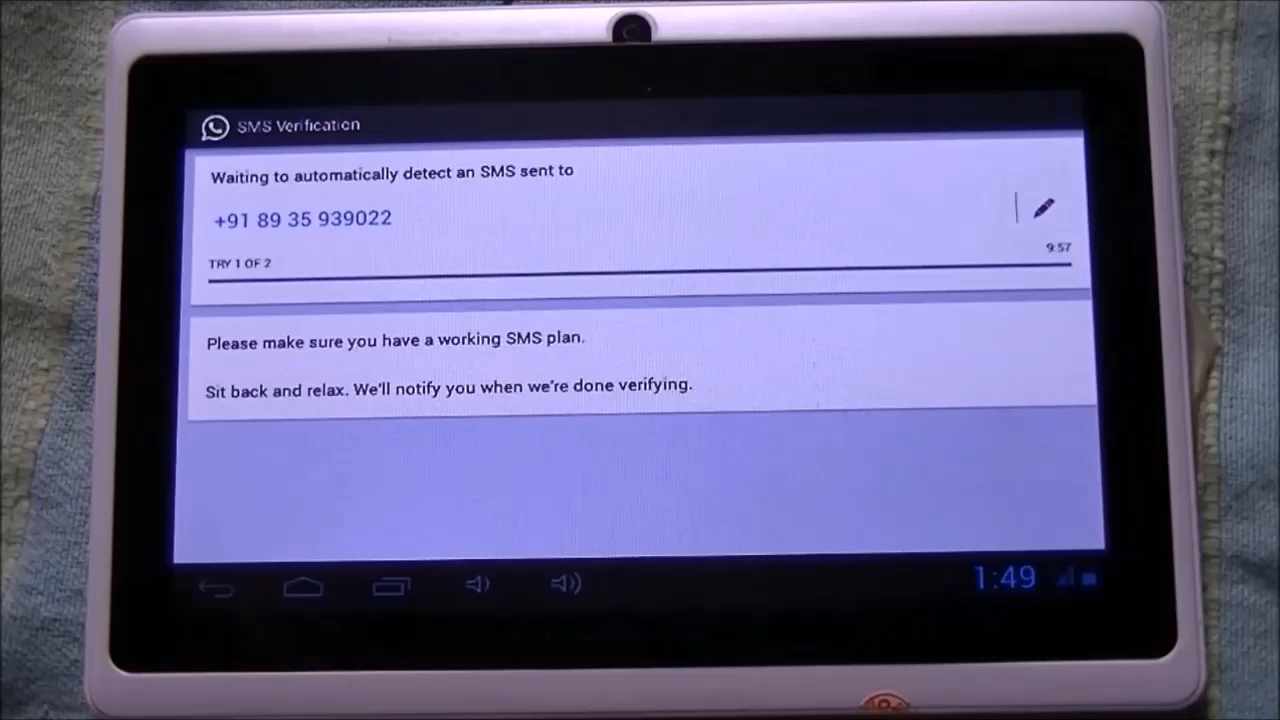 SMS Verification
Waiting to automatically detect an SMS sent to
+91 89 35 939022
9:57
TRY 1 OF 2
Please make sure you have a working SMS plan.
Sit back and relax. We'll notify you when we're done verifying.
1:49